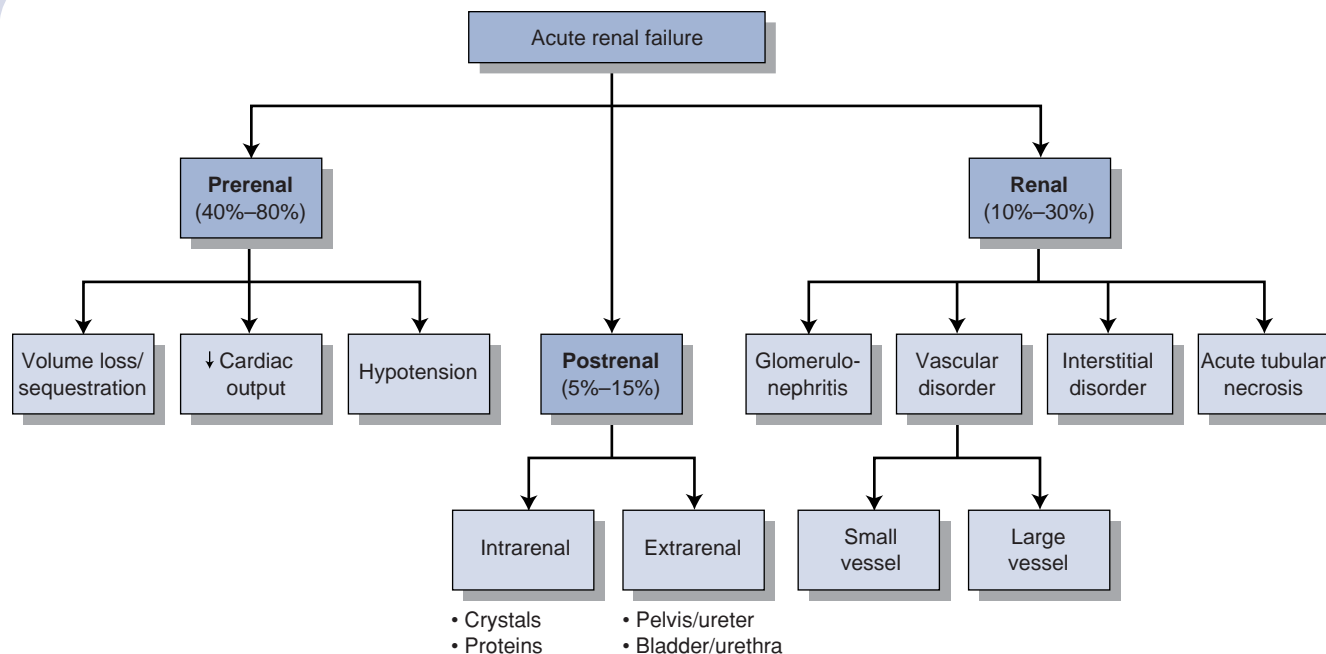 Acute renal failure
Prerenal
(40%–80%)
Renal
(10%–30%)
Volume loss/
sequestration
↓ Cardiac
output
Hypotension
Postrenal
(5%–15%)
Glomerulo-
nephritis
Vascular
disorder
Interstitial
disorder
Acute tubular
necrosis
Intrarenal
Extrarenal
Small
vessel
Large
vessel
• Crystals
• Proteins
• Pelvis/ureter
• Bladder/urethra